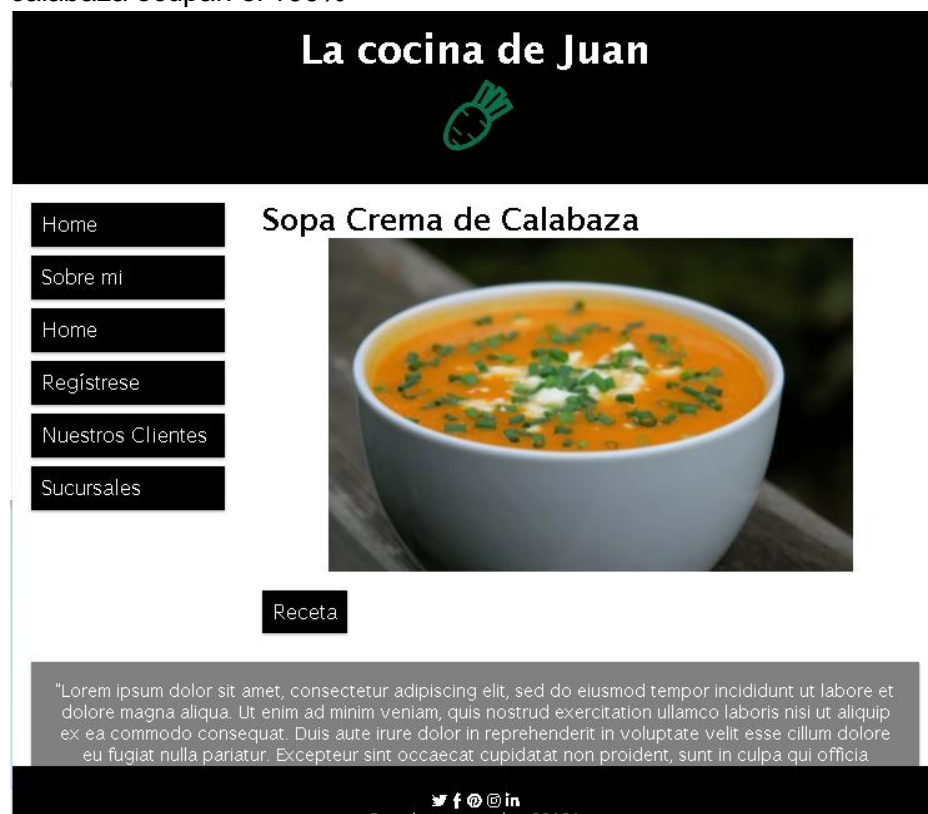 La cocina de Juan
Home
Sobre mi
Home
Regístrese
Nuestros Clientes
Sucursales
Sopa Crema de Calabaza
Receta
"Lorem ipsum dolor sit amet, consectetur adipiscing elit, sed do eiusmod tempor incididunt ut labore et
dolore magna aliqua. Ut enim ad minim veniam, quis nostrud exercitation ullamco laboris nisi ut aliquip
ex ea commodo consequat. Duis aute irure dolor in reprehenderit in voluptate velit esse cillum dolore
eu fugiat nulla pariatur. Excepteur sint occaecat cupidatat non proident, sunt in culpa qui officia